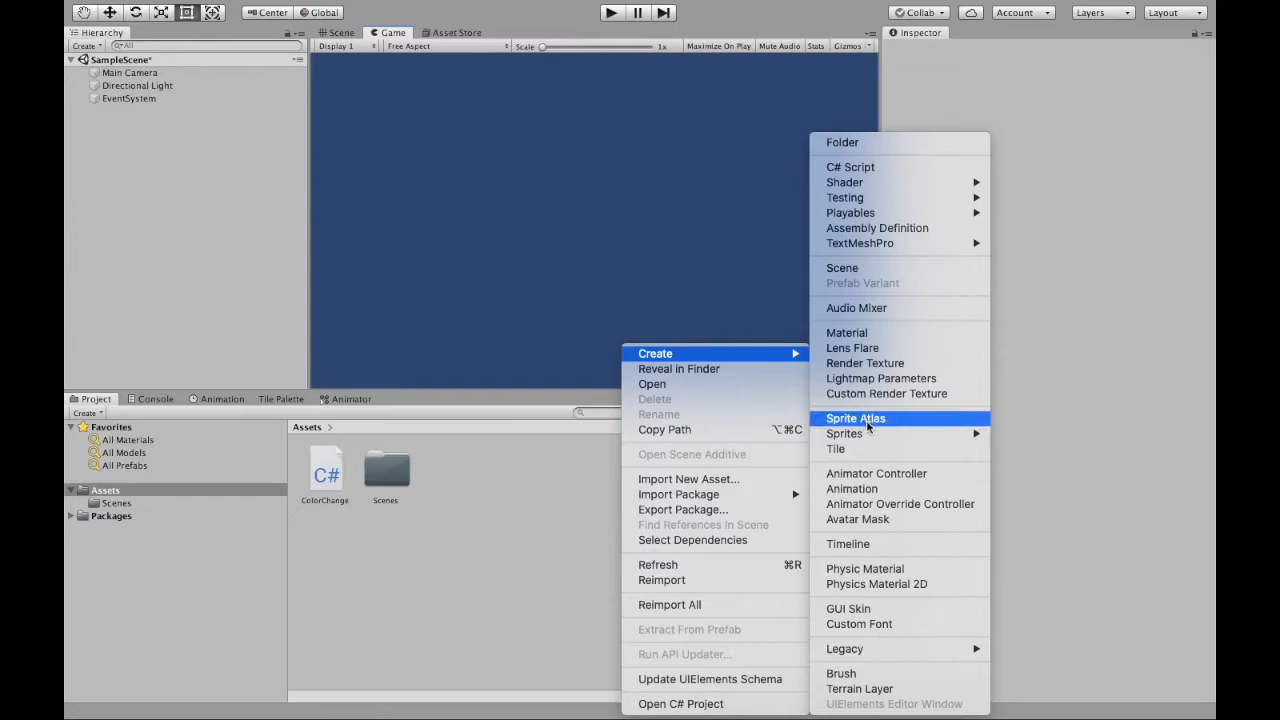 Center
Global
Collab
Account
Layers
Layout
Hierarchy
Scene
Game
Asset Store
Inspector
Create
All
Display 1
Free Aspect
Scale
1x
Maximize On Play
Mute Audio
Stats
Gizmos
SampleScene*
Main Camera
Directional Light
EventSystem
Project
Console
Animation
Tile Palette
Animator
Create
Favorites
All Materials
All Models
All Prefabs
Assets
Scenes
Packages
Assets
C#
ColorChange
Scenes
Create
Reveal in Finder
Open
Delete
Rename
Copy Path ⌥⌘C
Open Scene Additive
Import New Asset...
Import Package
Export Package...
Find References In Scene
Select Dependencies
Refresh ⌘R
Reimport
Reimport All
Extract From Prefab
Run API Updater...
Update UIElements Schema
Open C# Project
Folder
C# Script
Shader
Testing
Playables
Assembly Definition
TextMeshPro
Scene
Prefab Variant
Audio Mixer
Material
Lens Flare
Render Texture
Lightmap Parameters
Custom Render Texture
Sprite Atlas
Sprites
Tile
Animator Controller
Animation
Animator Override Controller
Avatar Mask
Timeline
Physic Material
Physics Material 2D
GUI Skin
Custom Font
Legacy
Brush
Terrain Layer
UIElements Editor Window